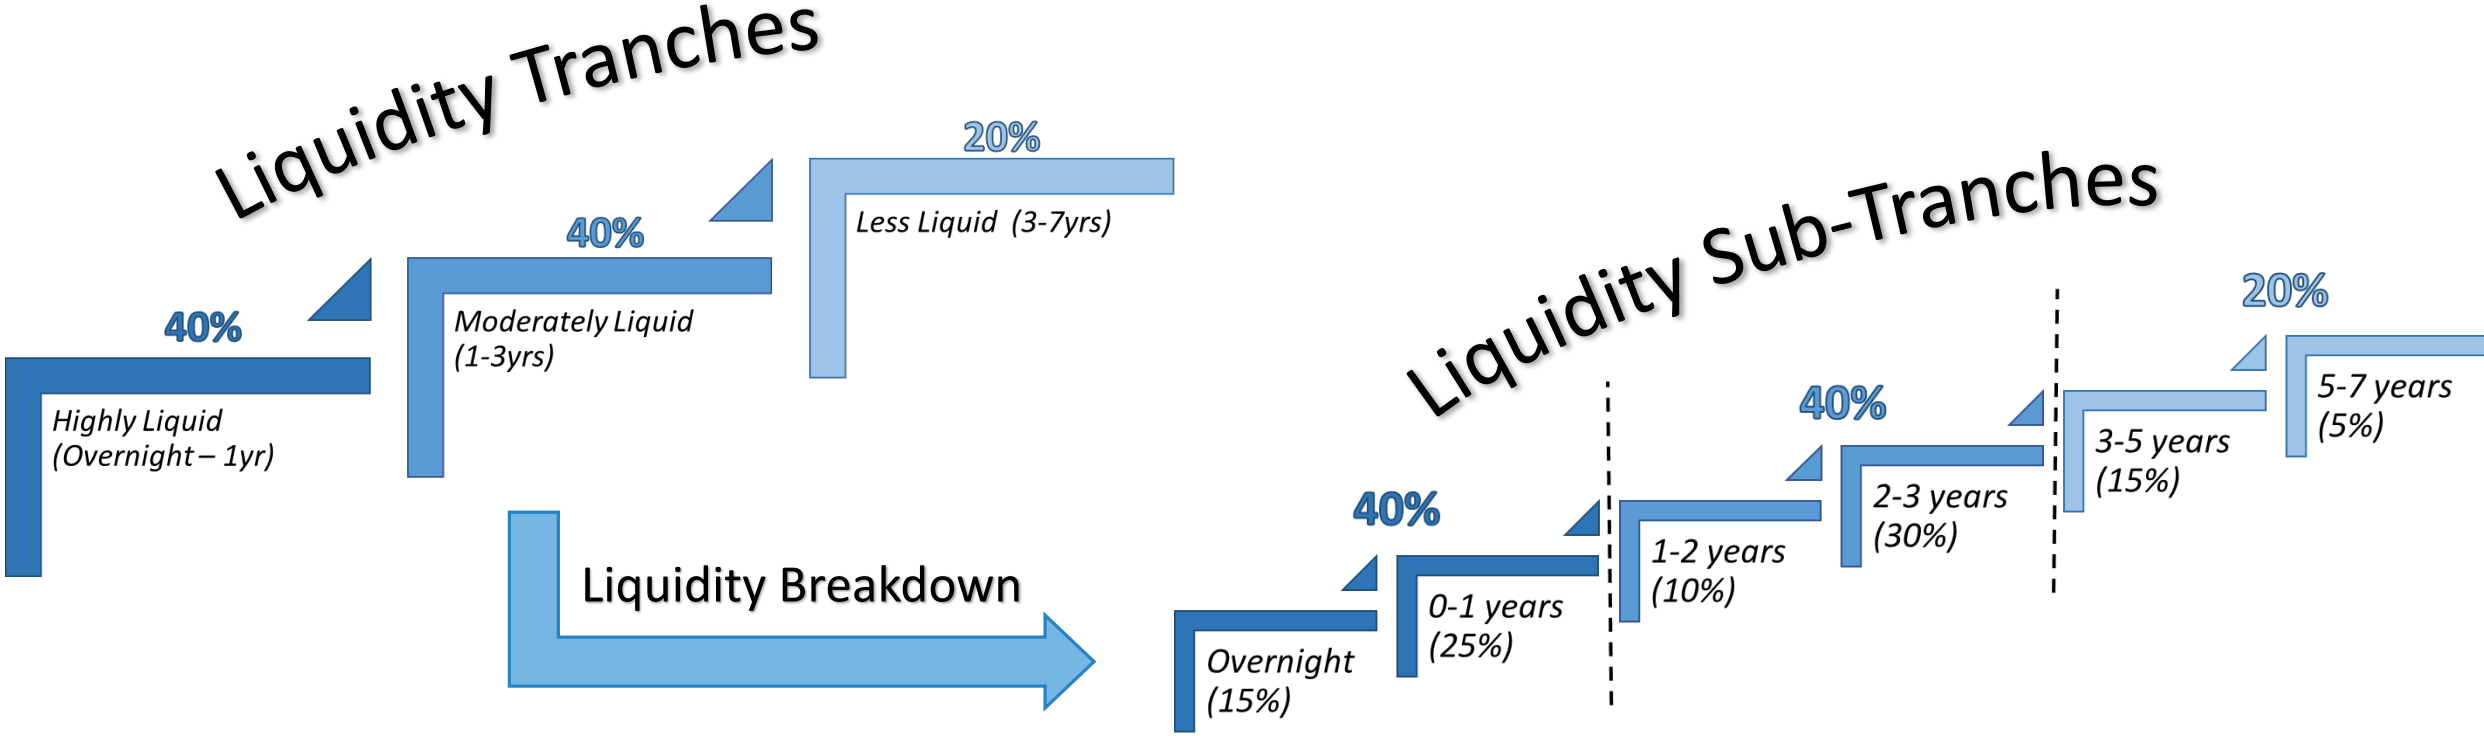 Liquidity Tranches
40%
Highly Liquid
(Overnight – 1yr)
40%
Moderately Liquid
(1-3yrs)
20%
Less Liquid (3-7yrs)
Liquidity Breakdown
Liquidity Sub-Tranches
40%
Overnight
(15%)
0-1 years
(25%)
40%
1-2 years
(10%)
2-3 years
(30%)
20%
3-5 years
(15%)
5-7 years
(5%)